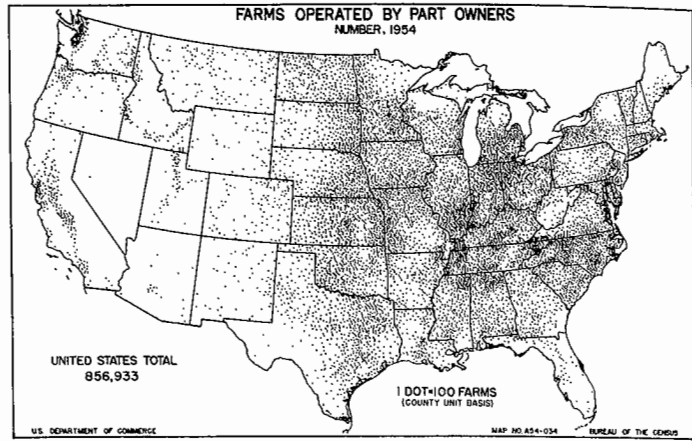 FARMS OPERATED BY PART OWNERS
NUMBER, 1954
UNITED STATES TOTAL
856,933
1 DOT=100 FARMS
(COUNTY UNIT BASIS)
U.S. DEPARTMENT OF COMMERCE
MAP NO. A54-034
BUREAU OF THE CENSUS